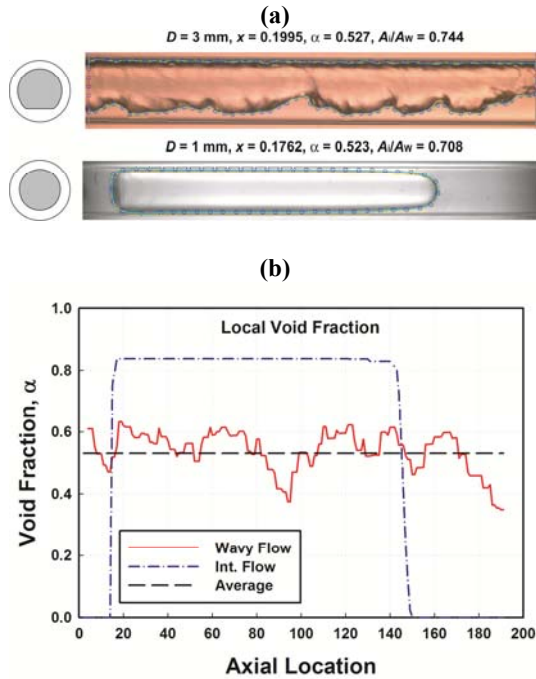 (a)
D = 3 mm, x = 0.1995, α = 0.527, Ai/Aw = 0.744
D = 1 mm, x = 0.1762, α = 0.523, Ai/Aw = 0.708
(b)
1.0
Local Void Fraction
0.8
0.6
0.4
0.2
0.0
Void Fraction, α
Wavy Flow
Int. Flow
Average
0 20 40 60 80 100 120 140 160 180 200
Axial Location